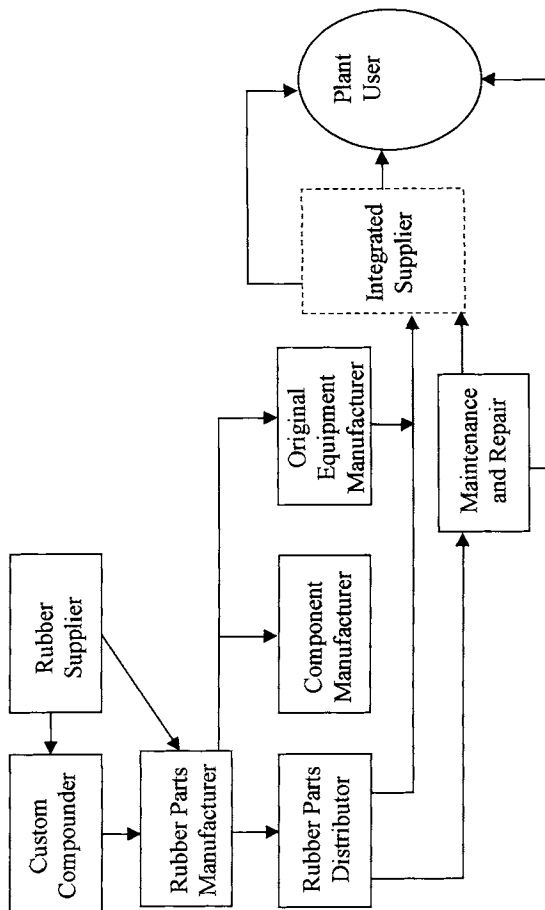 Custom
Compounder
Rubber
Supplier
Rubber Parts
Manufacturer
Rubber Parts
Distributor
Component
Manufacturer
Original
Equipment
Manufacturer
Maintenance
and Repair
Integrated
Supplier
Plant
User